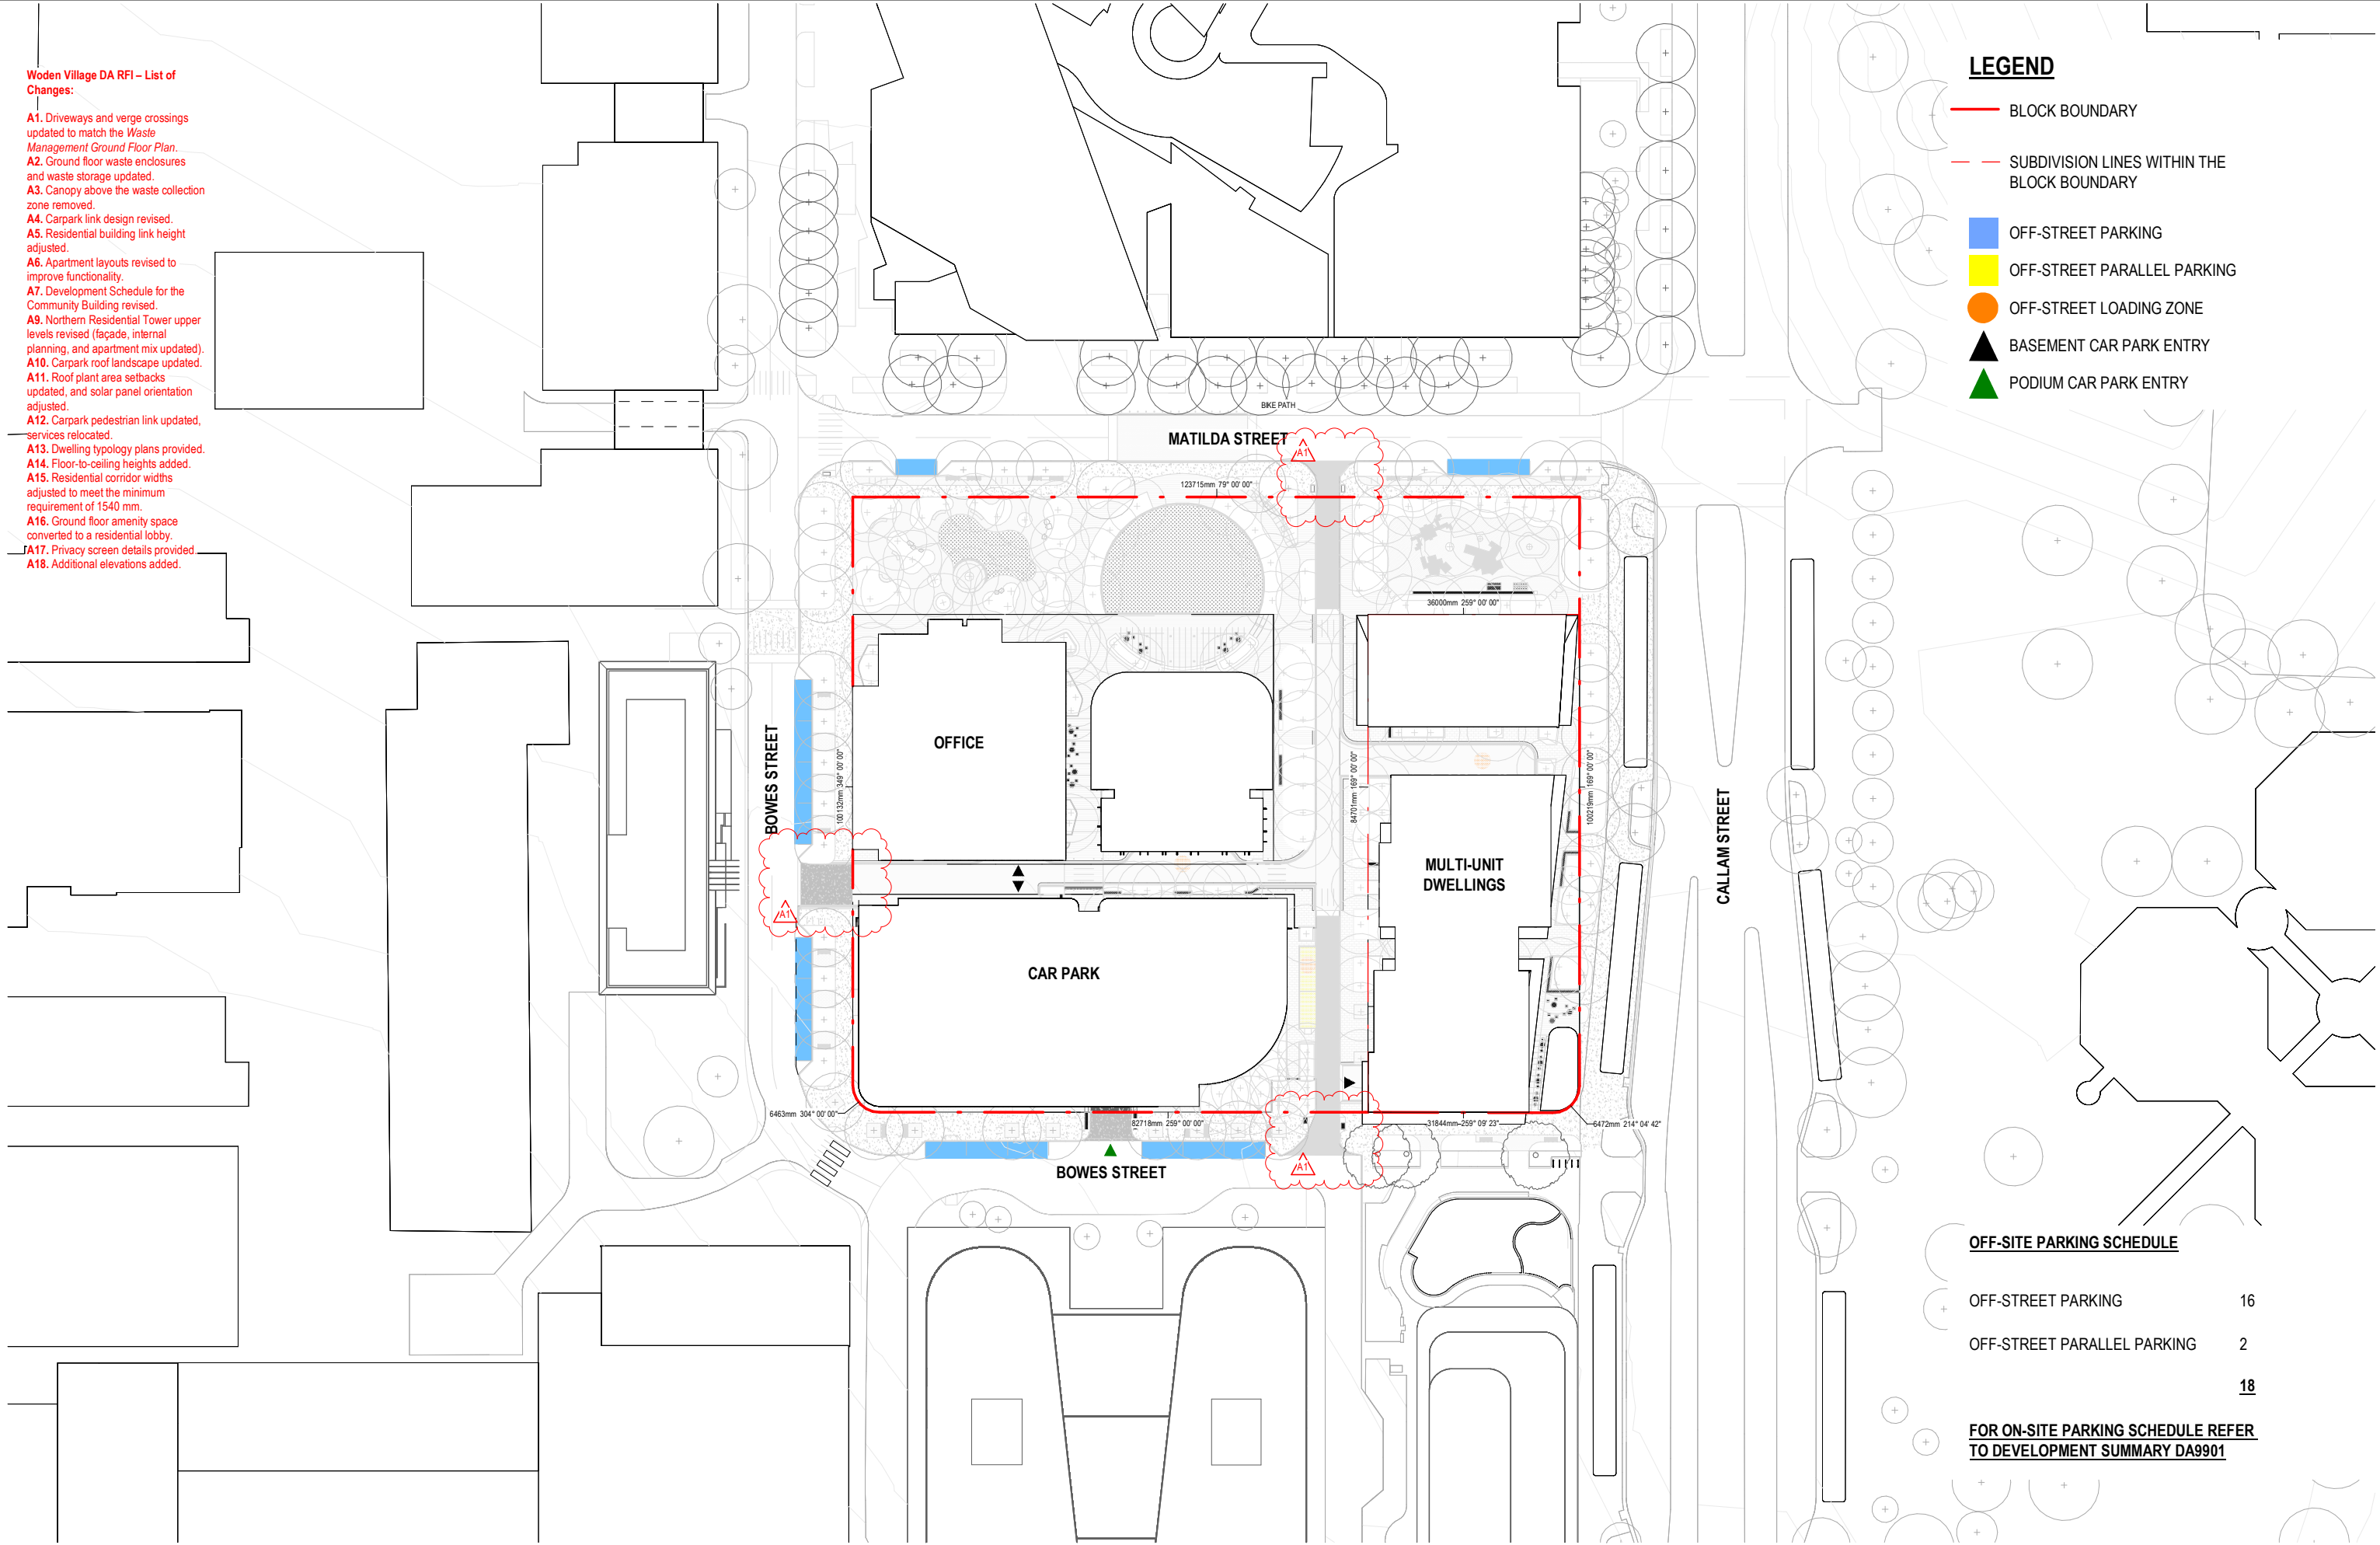 Woden Village DA RFI – List of
Changes:
A1. Driveways and verge crossings
updated to match the Waste
Management Ground Floor Plan.
A2. Ground floor waste enclosures
and waste storage updated.
A3. Canopy above the waste collection
zone removed.
A4. Carpark link design revised.
A5. Residential building link height
adjusted.
A6. Apartment layouts revised to
improve functionality.
A7. Development Schedule for the
Community Building revised.
A9. Northern Residential Tower upper
levels revised (façade, internal
planning, and apartment mix updated).
A10. Carpark roof landscape updated.
A11. Roof plant area setbacks
updated, and solar panel orientation
adjusted.
A12. Carpark pedestrian link updated,
services relocated.
A13. Dwelling typology plans provided.
A14. Floor-to-ceiling heights added.
A15. Residential corridor widths
adjusted to meet the minimum
requirement of 1540 mm.
A16. Ground floor amenity space
converted to a residential lobby.
A17. Privacy screen details provided.
A18. Additional elevations added.
BIKE PATH
MATILDA STREET
A1
123715mm 79° 00' 00"
36000mm 259° 00' 00"
OFFICE
BOWES STREET
100132mm 349° 00' 00"
84701mm 169° 00' 00"
100219mm 169° 00' 00"
CALLAM STREET
MULTI-UNIT
DWELLINGS
A1
CAR PARK
6463mm 304° 00' 00"
82718mm 259° 00' 00"
31844mm 259° 09' 23"
6472mm 214° 04' 42"
A1
BOWES STREET
LEGEND
BLOCK BOUNDARY
SUBDIVISION LINES WITHIN THE
BLOCK BOUNDARY
OFF-STREET PARKING
OFF-STREET PARALLEL PARKING
OFF-STREET LOADING ZONE
BASEMENT CAR PARK ENTRY
PODIUM CAR PARK ENTRY
OFF-SITE PARKING SCHEDULE
OFF-STREET PARKING 16
OFF-STREET PARALLEL PARKING 2
18
FOR ON-SITE PARKING SCHEDULE REFER
TO DEVELOPMENT SUMMARY DA9901